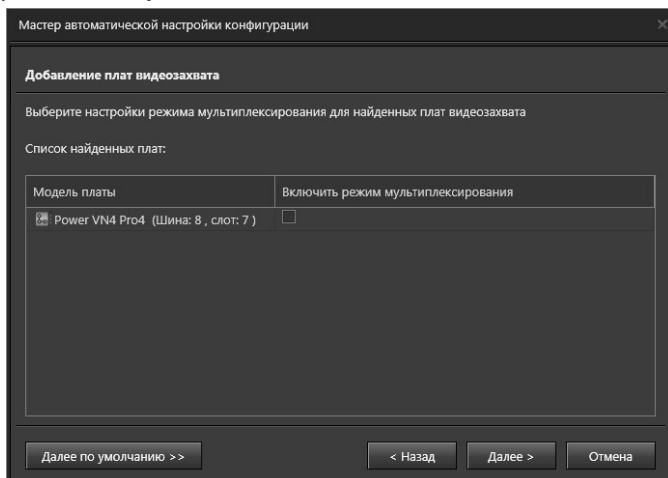 Мастер автоматической настройки конфигурации
Добавление плат видеозахвата
Выберите настройки режима мультиплексирования для найденных плат видеозахвата
Список найденных плат:
Модель платы Включить режим мультиплексирования
Power VN4 Pro4 (Шина: 8 , слот: 7 )
Далее по умолчанию >> < Назад Далее > Отмена